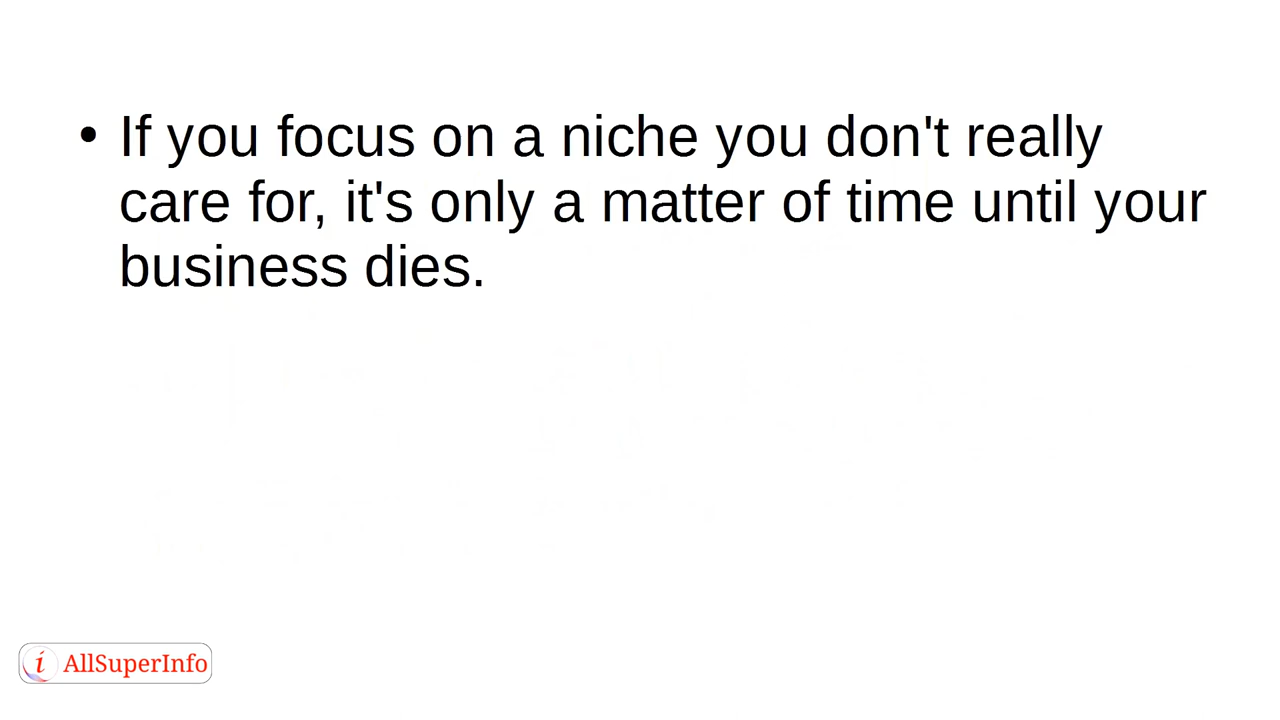 • If you focus on a niche you don't really
care for, it's only a matter of time until your
business dies.
i AllSuperInfo